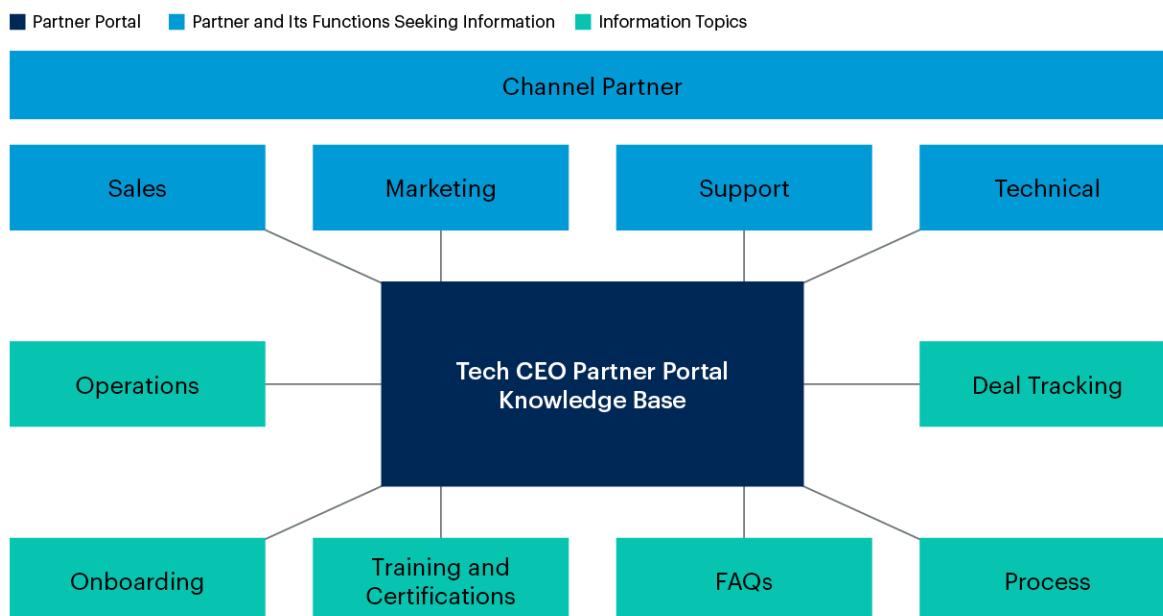 Partner Portal
Partner and Its Functions Seeking Information
Information Topics
Channel Partner
Sales
Marketing
Support
Technical
Tech CEO Partner Portal
Knowledge Base
Operations
Deal Tracking
Onboarding
Training and
Certifications
FAQs
Process